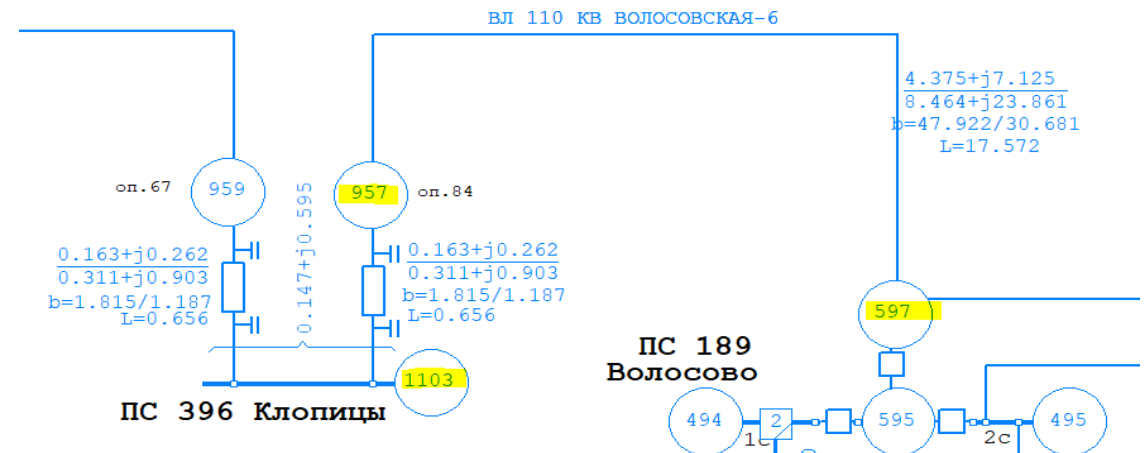 ВЛ 110 КВ ВОЛОСОВСКАЯ-6
4.375+j7.125
8.464+j23.861
b=47.922/30.681
L=17.572
оп.67
959
0.147+j0.595
957
оп.84
0.163+j0.262
0.311+j0.903
b=1.815/1.187
L=0.656
0.163+j0.262
0.311+j0.903
b=1.815/1.187
L=0.656
597
ПС 189
Волосово
1103
ПС 396 Клопицы
494
2
595
495
1с
2с